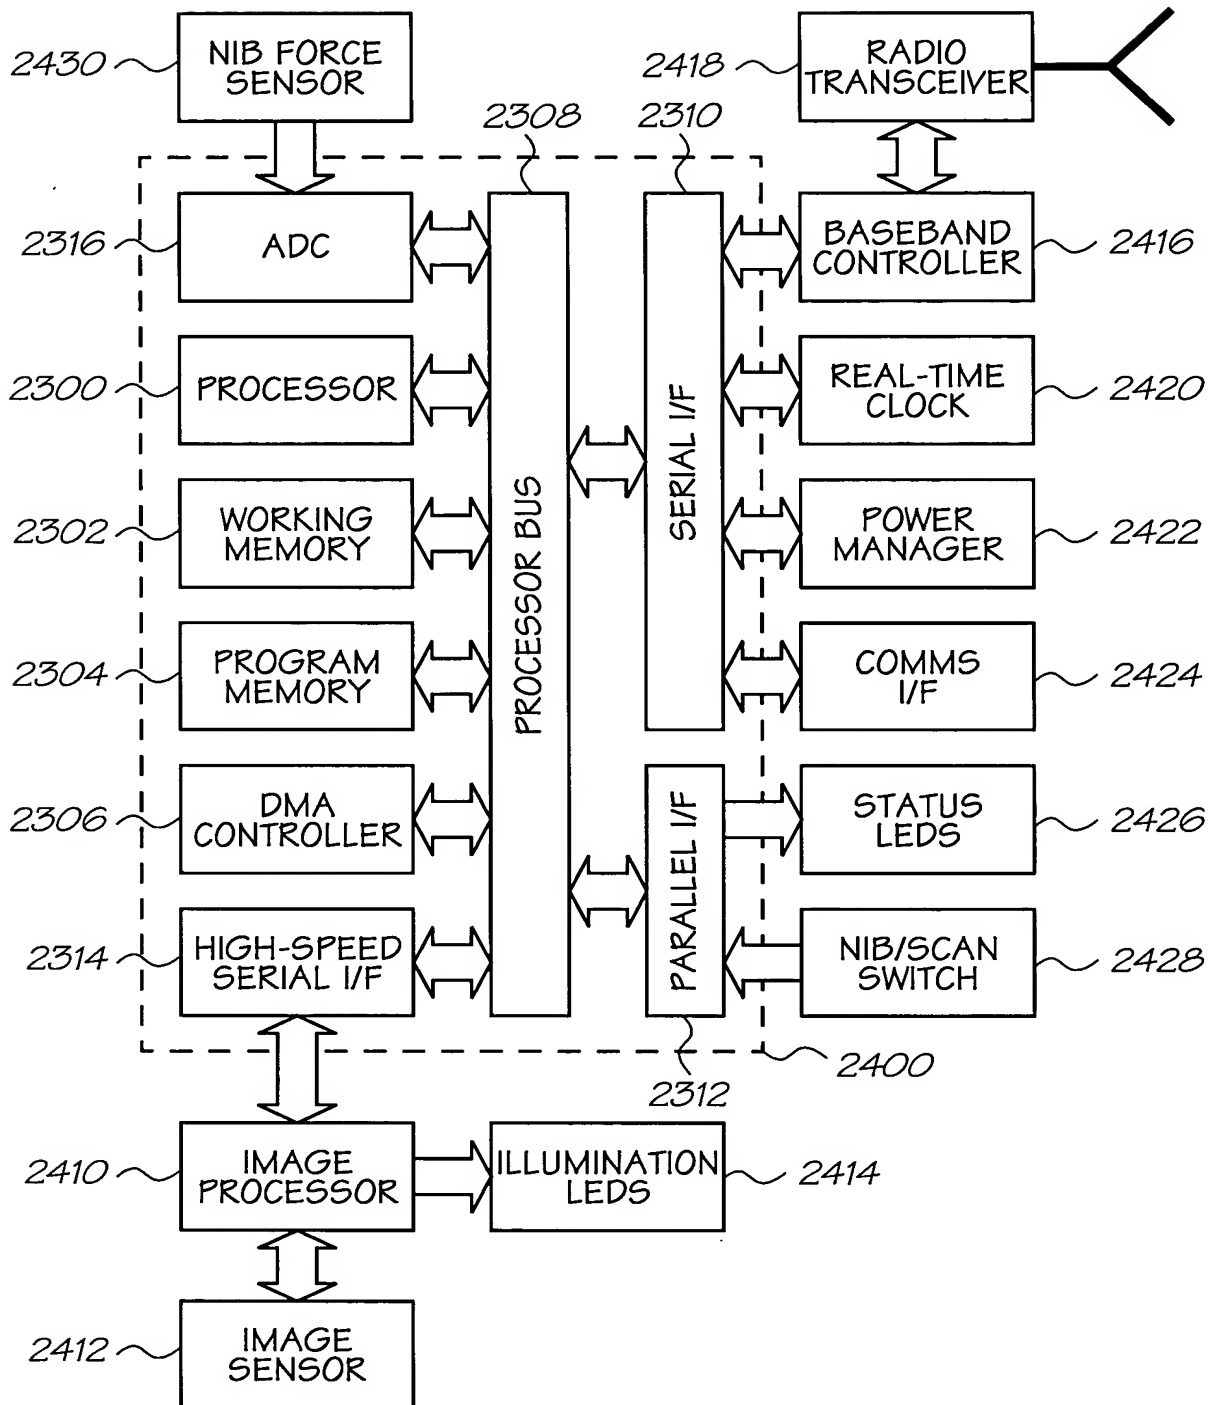 2430
NIB FORCE
SENSOR
2418
RADIO
TRANSCEIVER
2308
2310
2316
ADC
BASEBAND
CONTROLLER
2416
2300
PROCESSOR
REAL-TIME
CLOCK
2420
PROCESSOR BUS
SERIAL I/F
2302
WORKING
MEMORY
POWER
MANAGER
2422
2304
PROGRAM
MEMORY
COMMS
I/F
2424
2306
DMA
CONTROLLER
PARALLEL I/F
STATUS
LEDS
2426
2314
HIGH-SPEED
SERIAL I/F
NIB/SCAN
SWITCH
2428
2400
2312
2410
IMAGE
PROCESSOR
ILLUMINATION
LEDS
2414
2412
IMAGE
SENSOR